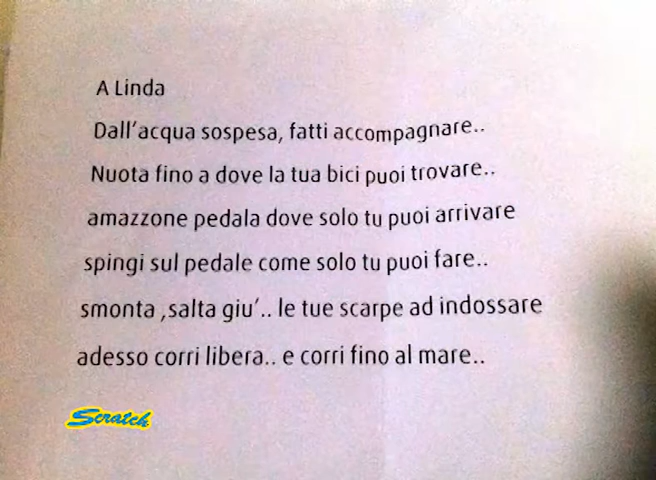 A Linda
Dall'acqua sospesa, fatti accompagnare..
Nuota fino a dove la tua bici puoi trovare..
amazzone pedala dove solo tu puoi arrivare
spingi sul pedale come solo tu puoi fare..
smonta ,salta giu'.. le tue scarpe ad indossare
adesso corri libera.. e corri fino al mare..
Scratch